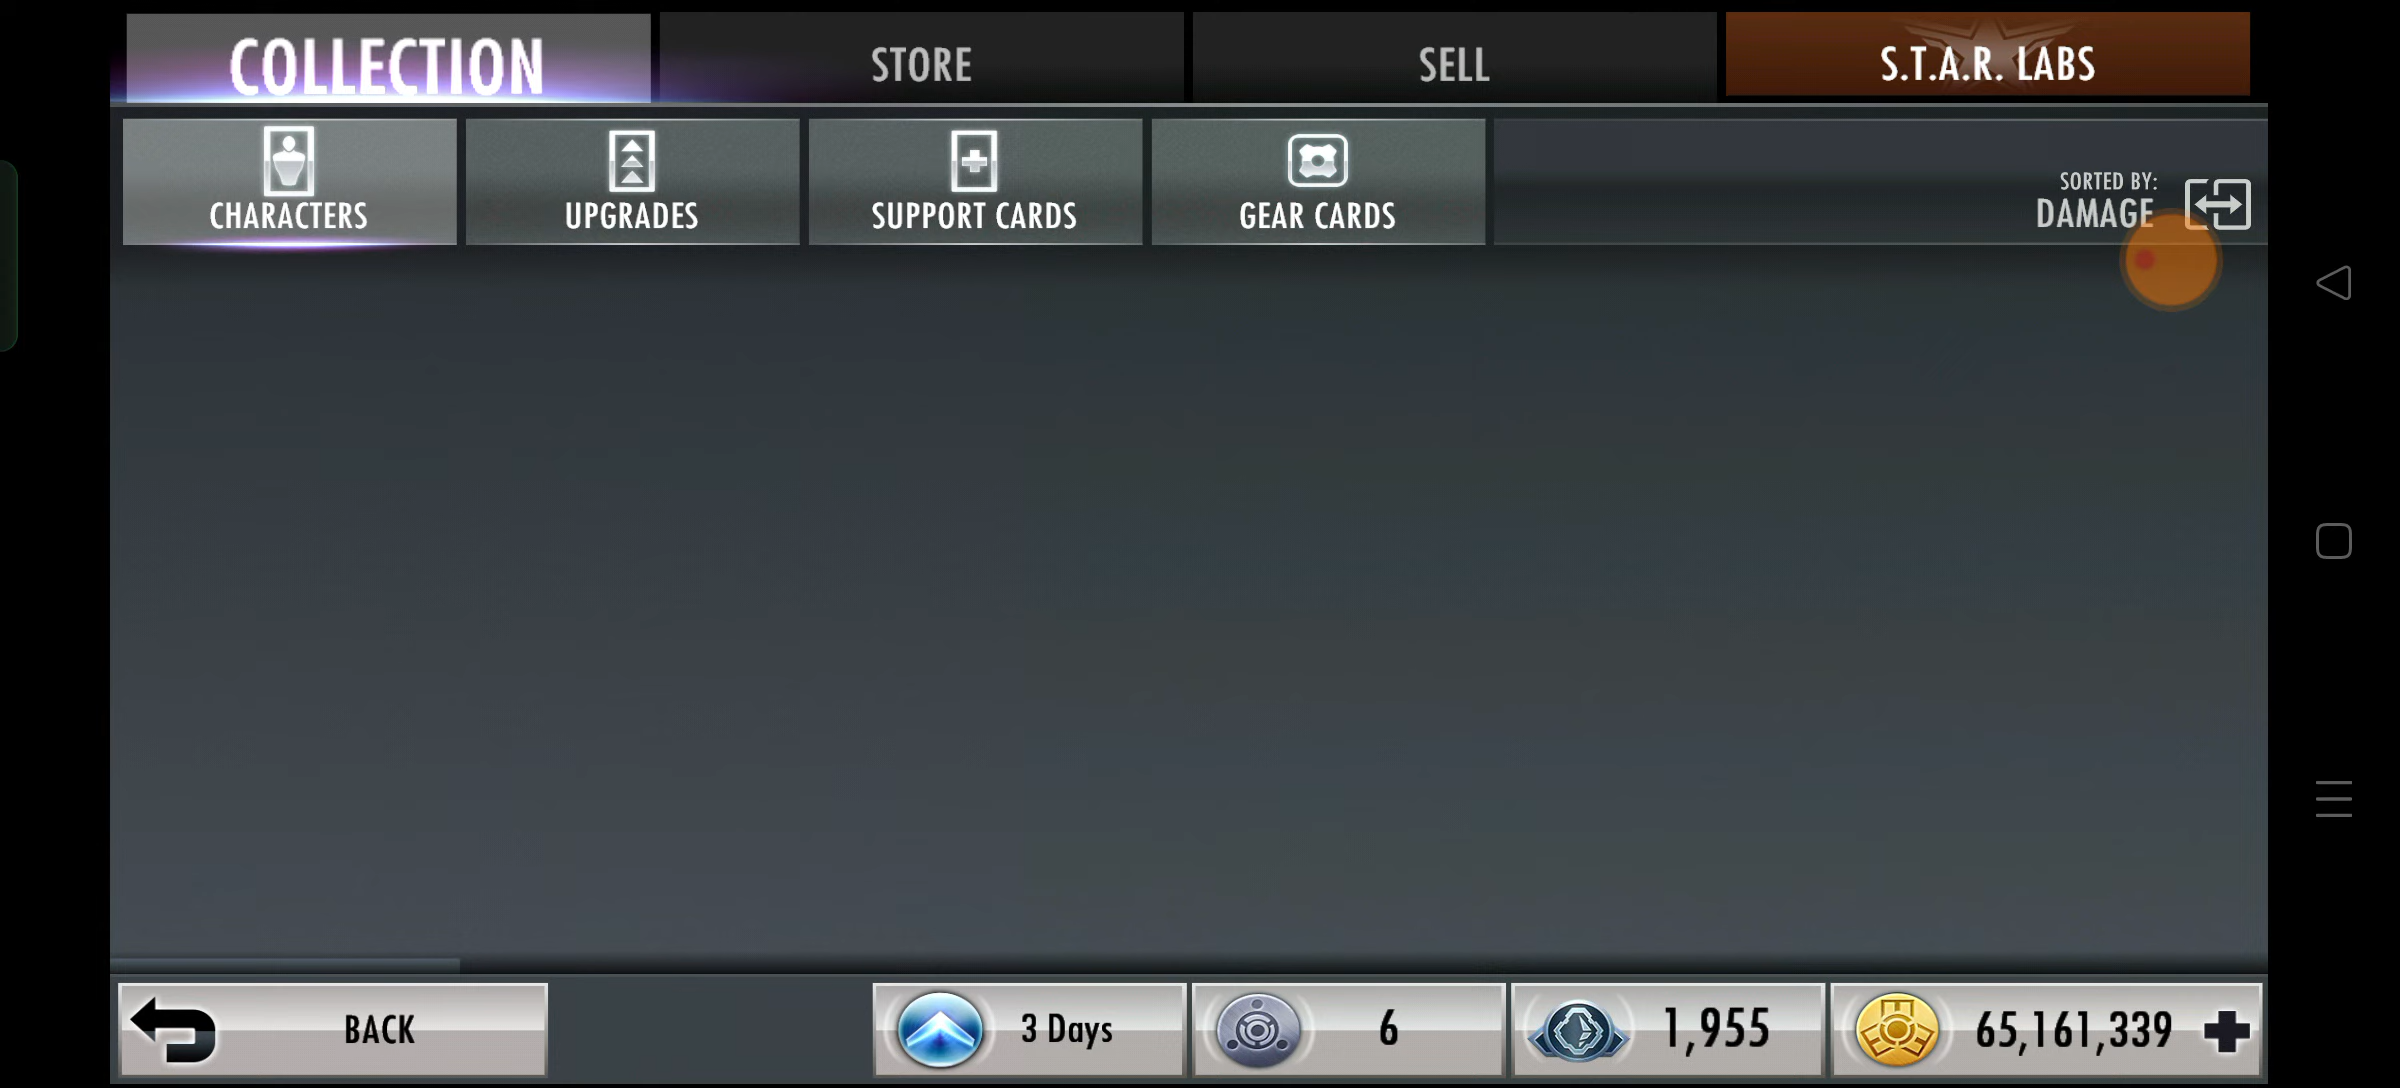 COLLECTION
STORE
SELL
S.T.A.R. LABS
CHARACTERS
UPGRADES
SUPPORT CARDS
GEAR CARDS
SORTED BY:
DAMAGE
BACK
3 Days
6
1,955
65,161,339